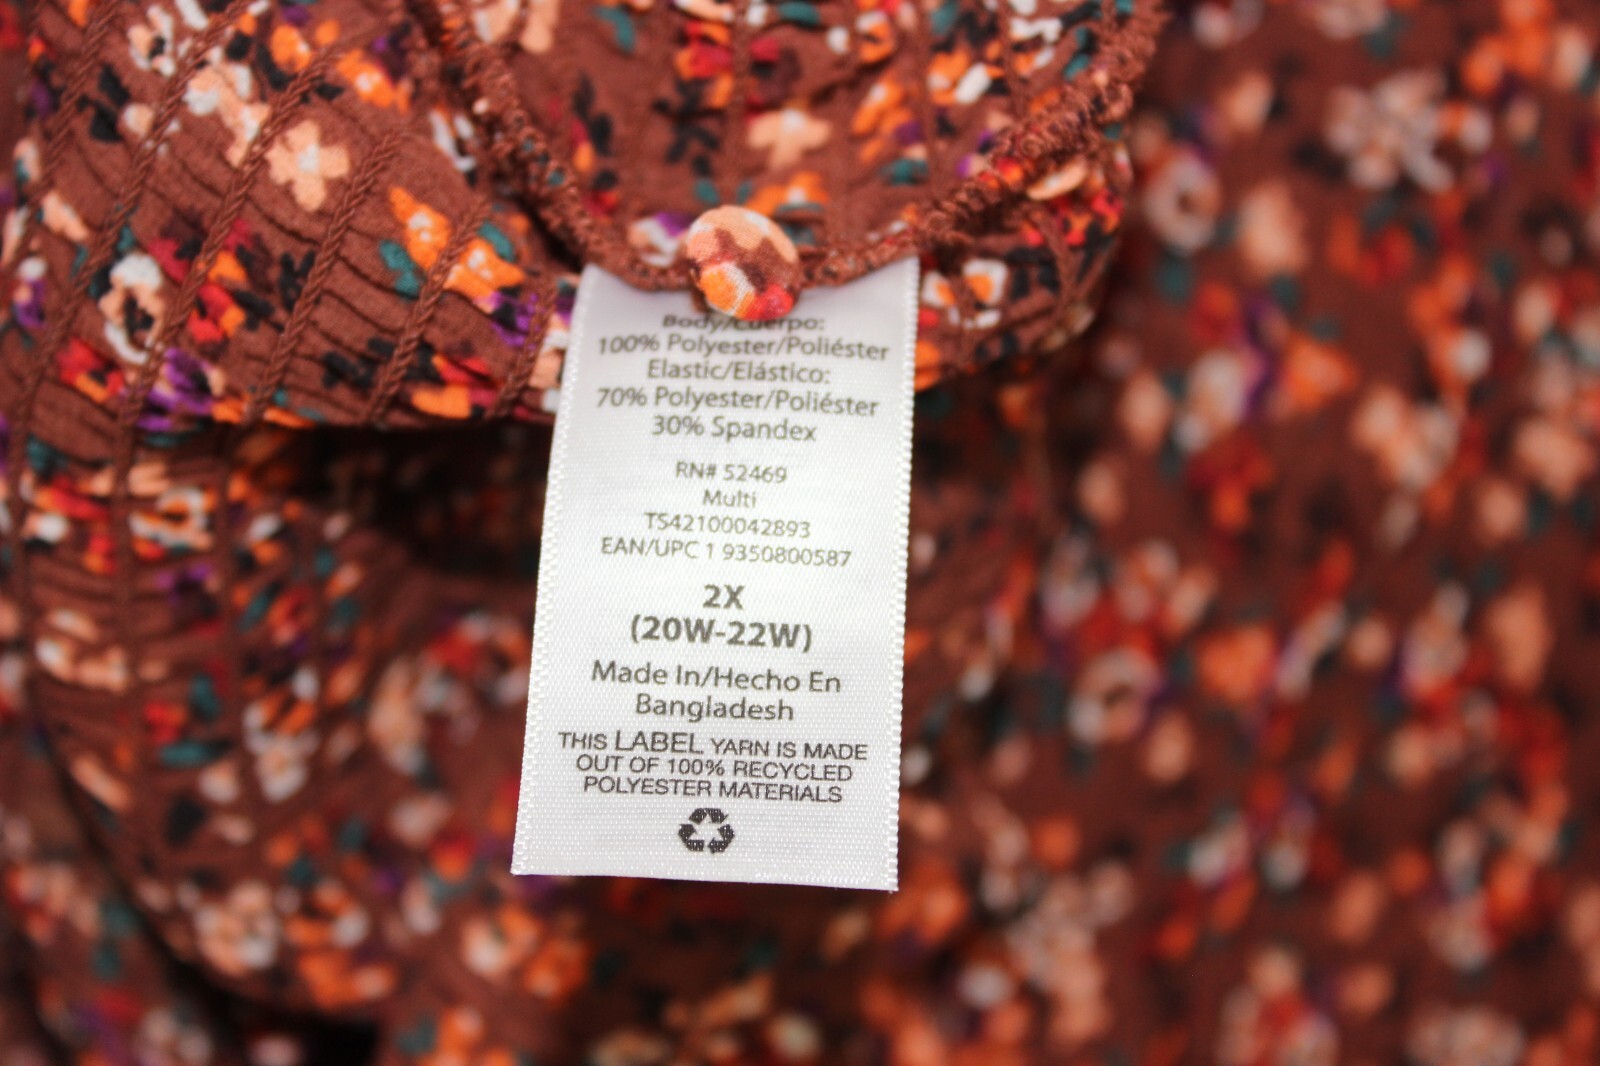 Body/Cuerpo:
100% Polyester/Poliéster
Elastic/Elástico:
70% Polyester/Poliéster
30% Spandex
RN# 52469
Multi
TS42100042893
EAN/UPC 1 9350800587
2X
(20W-22W)
Made In/Hecho En
Bangladesh
THIS LABEL YARN IS MADE
OUT OF 100% RECYCLED
POLYESTER MATERIALS